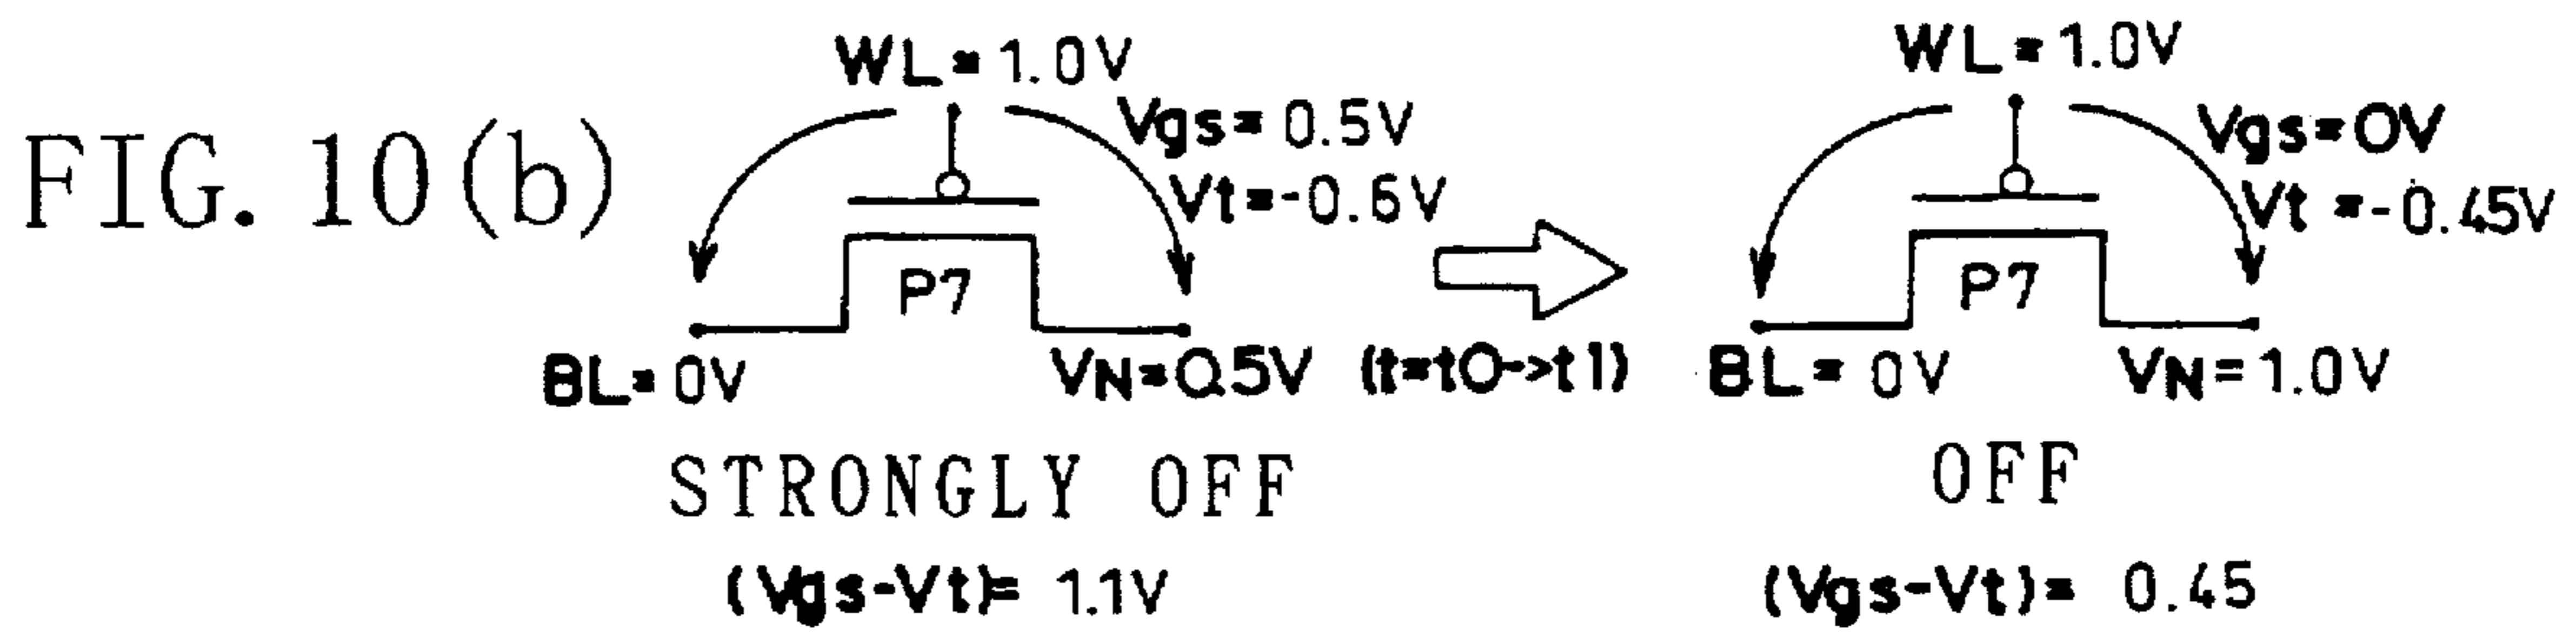 FIG. 10(b)
WL=1.0V
Vgs=0.5V
Vt=-0.6V
P7
BL=0V
VN=0.5V
STRONGLY OFF
(Vgs-Vt)= 1.1V
(t=t0->t1)
WL=1.0V
Vgs=0V
Vt=-0.45V
P7
BL=0V
VN=1.0V
OFF
(Vgs-Vt)= 0.45